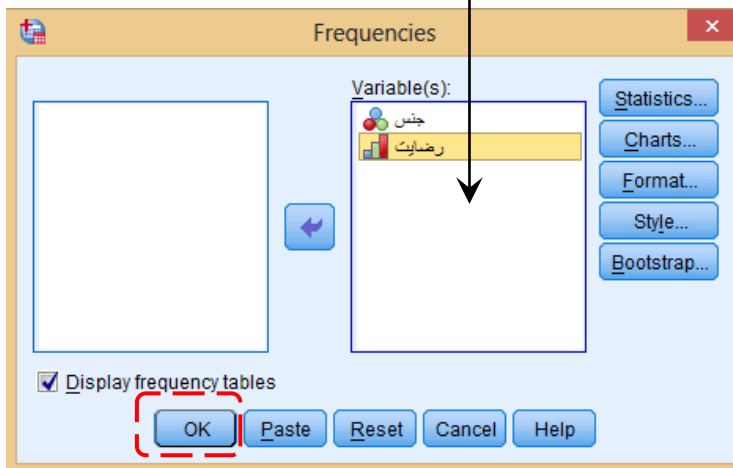 Frequencies
Variable(s):
جنس
رضایت
Statistics...
Charts...
Format...
Style...
Bootstrap...
Display frequency tables
OK Paste Reset Cancel Help